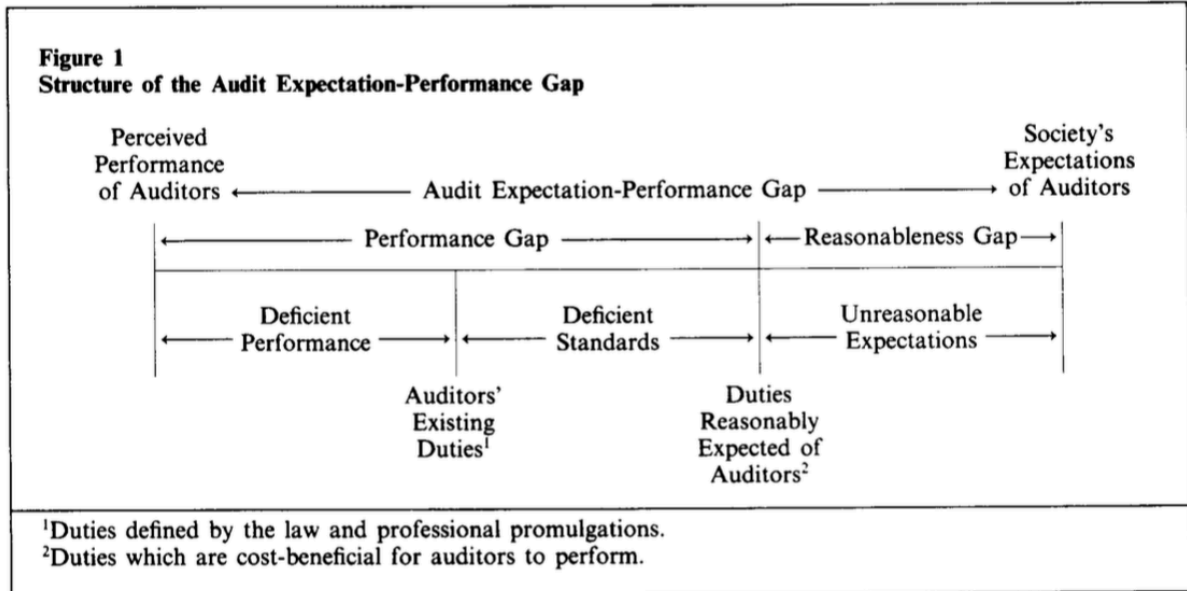 Figure 1
Structure of the Audit Expectation-Performance Gap
Perceived
Performance
of Auditors
Audit Expectation-Performance Gap
Society's
Expectations
of Auditors
Performance Gap
Reasonableness Gap
Deficient
Performance
Deficient
Standards
Unreasonable
Expectations
Auditors'
Existing
Duties¹
Duties
Reasonably
Expected of
Auditors²
¹Duties defined by the law and professional promulgations.
²Duties which are cost-beneficial for auditors to perform.